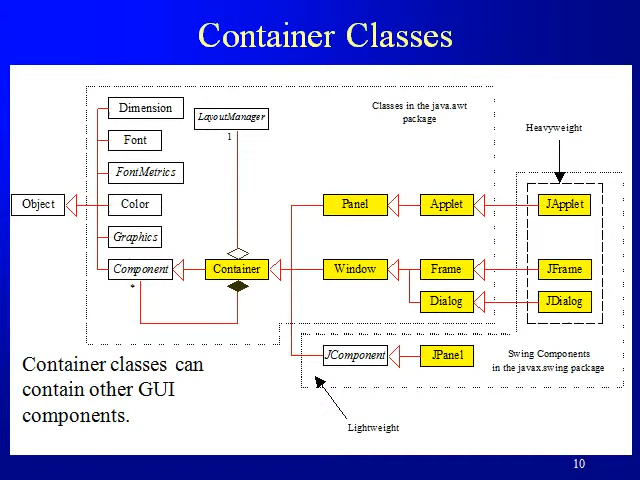 Container Classes
Dimension
LayoutManager
Classes in the java.awt
package
1
Heavyweight
Font
FontMetrics
Object
Color
Panel
Applet
JApplet
Graphics
Component
Container
Window
Frame
JFrame
*
Dialog
JDialog
JComponent
JPanel
Swing Components
in the javax.swing package
Container classes can
contain other GUI
components.
Lightweight
10